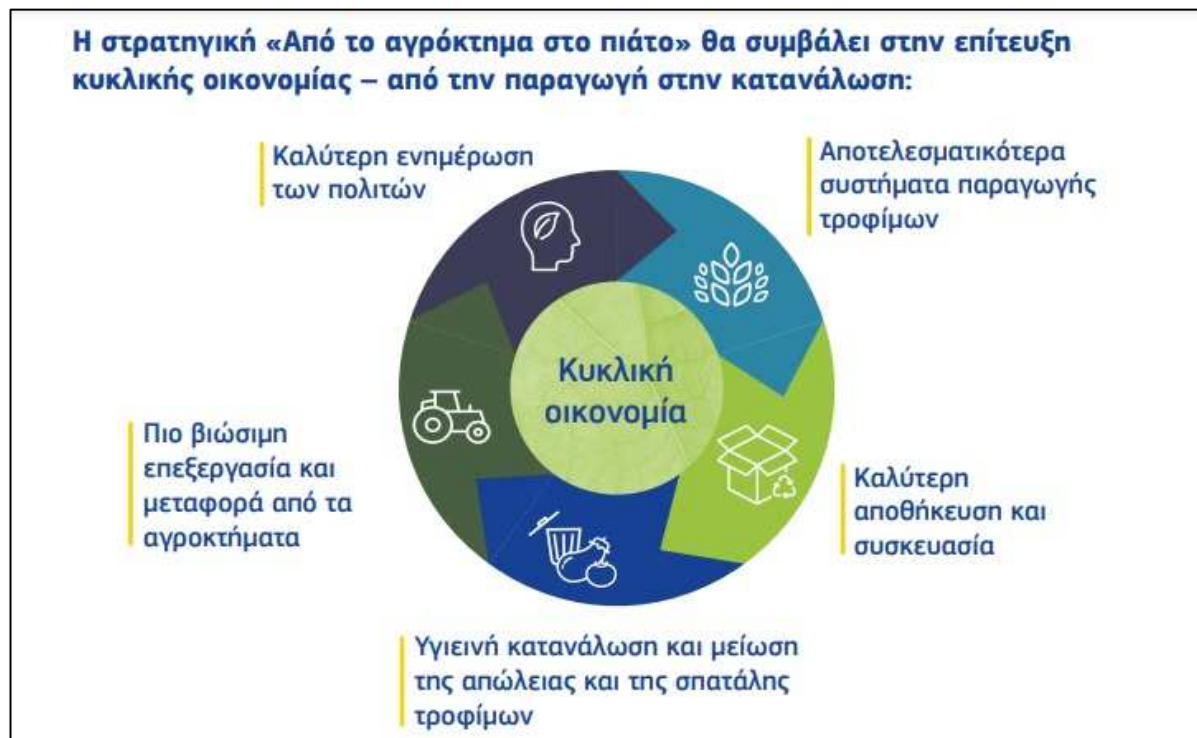 Η στρατηγική «Από το αγρόκτημα στο πιάτο» θα συμβάλει στην επίτευξη
κυκλικής οικονομίας – από την παραγωγή στην κατανάλωση:
Καλύτερη ενημέρωση
των πολιτών
Αποτελεσματικότερα
συστήματα παραγωγής
τροφίμων
Κυκλική
οικονομία
Πιο βιώσιμη
επεξεργασία και
μεταφορά από τα
αγροκτήματα
Καλύτερη
αποθήκευση και
συσκευασία
Υγιεινή κατανάλωση και μείωση
της απώλειας και της σπατάλης
τροφίμων